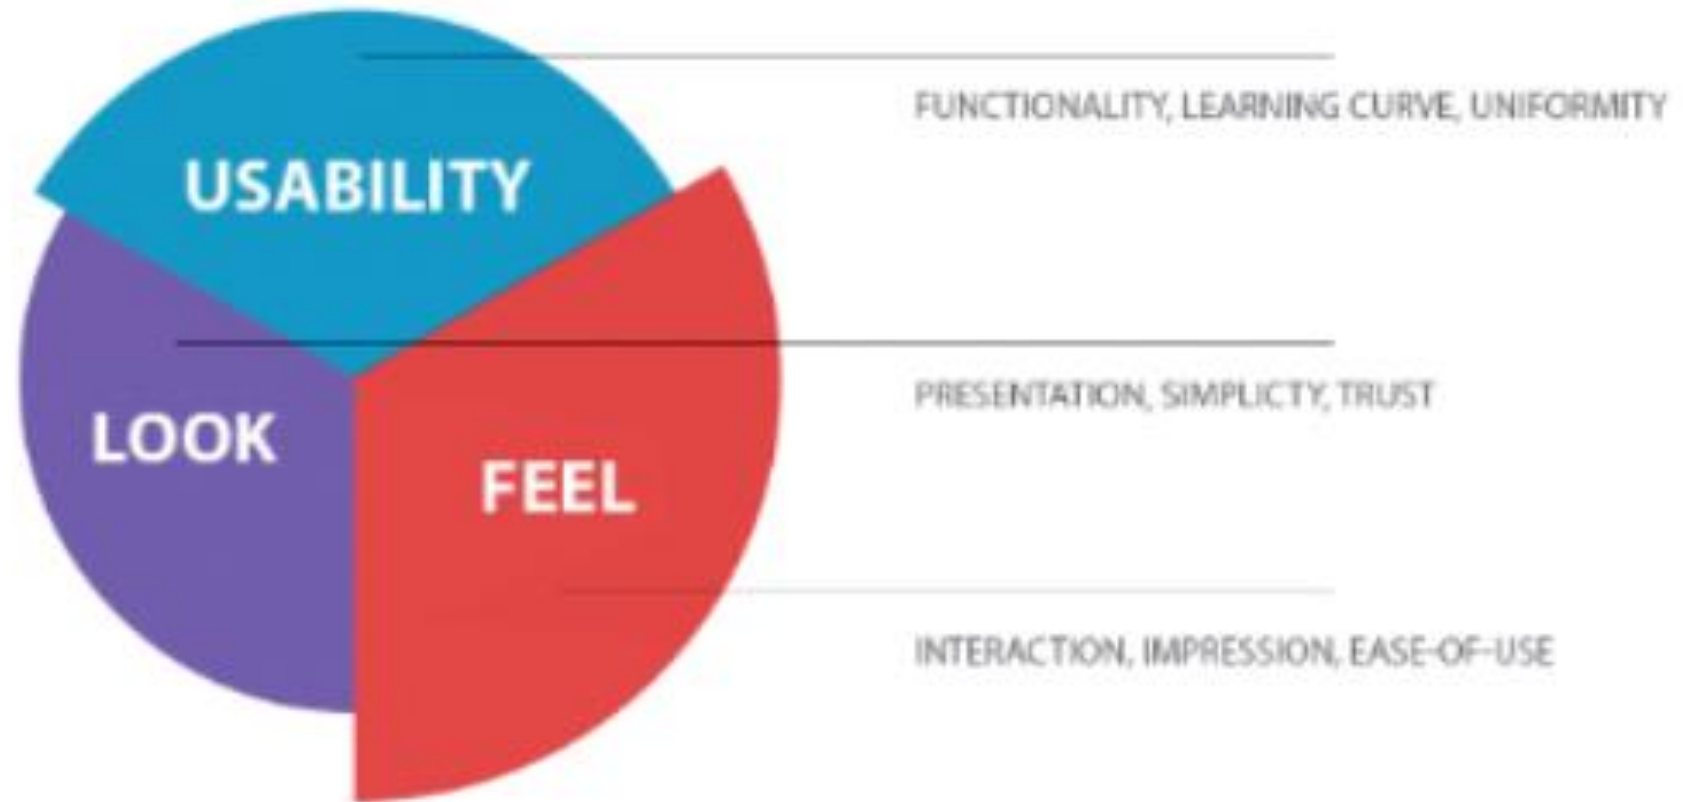 USABILITY
FUNCTIONALITY, LEARNING CURVE, UNIFORMITY
LOOK
PRESENTATION, SIMPLICTY, TRUST
FEEL
INTERACTION, IMPRESSION, EASE-OF-USE